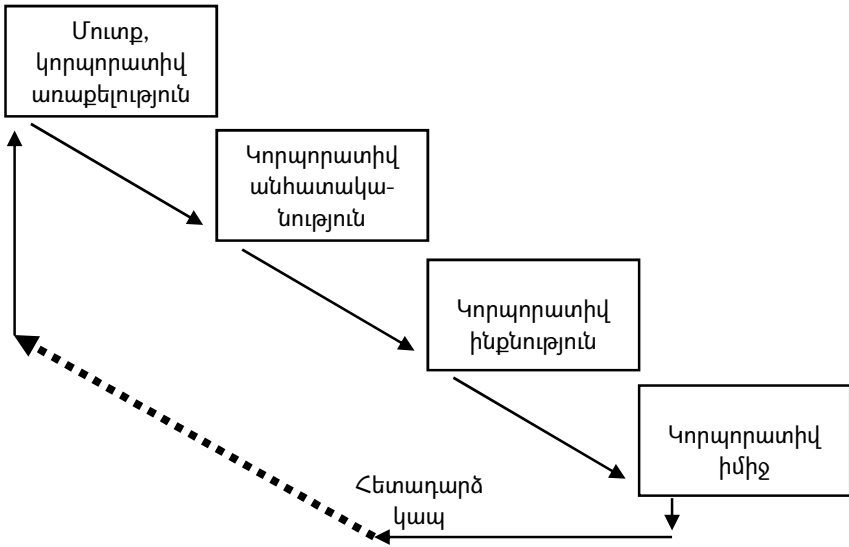 Մուտք,
կորպորատիվ
առաքելություն
Կորպորատիվ
անհատակա-
նություն
Կորպորատիվ
ինքնություն
Կորպորատիվ
իմիջ
Հետադարձ
կապ